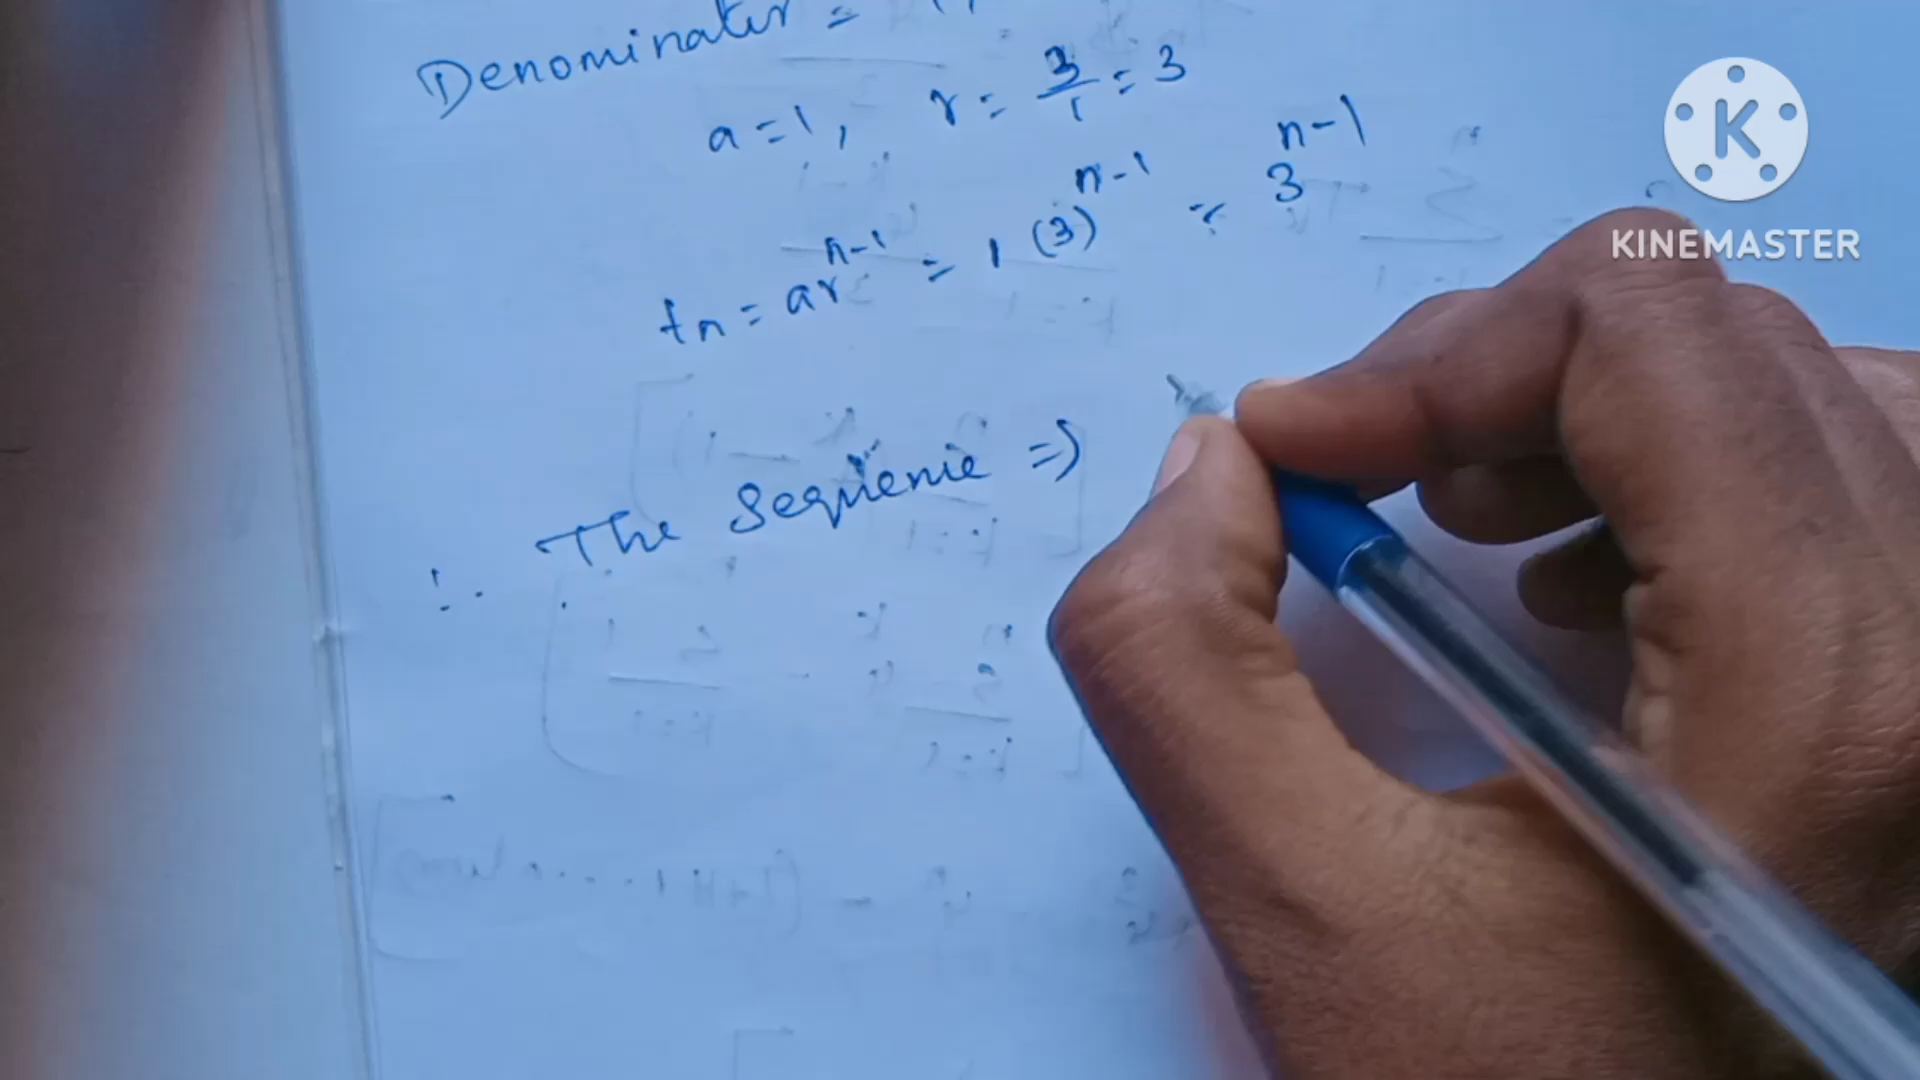 Denominator =
a = 1, r = 3/1 = 3
tn = ar^n-1 = 1(3)^n-1 = 3^n-1
∴ The Sequence ⇒
KINEMASTER